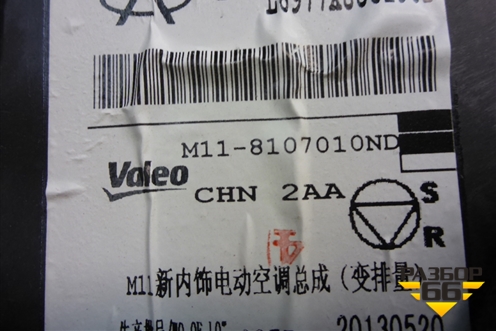 M11-8107010ND
Valeo
CHN 2AA
S
R
M11新内饰电动空调总成(变排量)
РАЗБОР
66
20130520